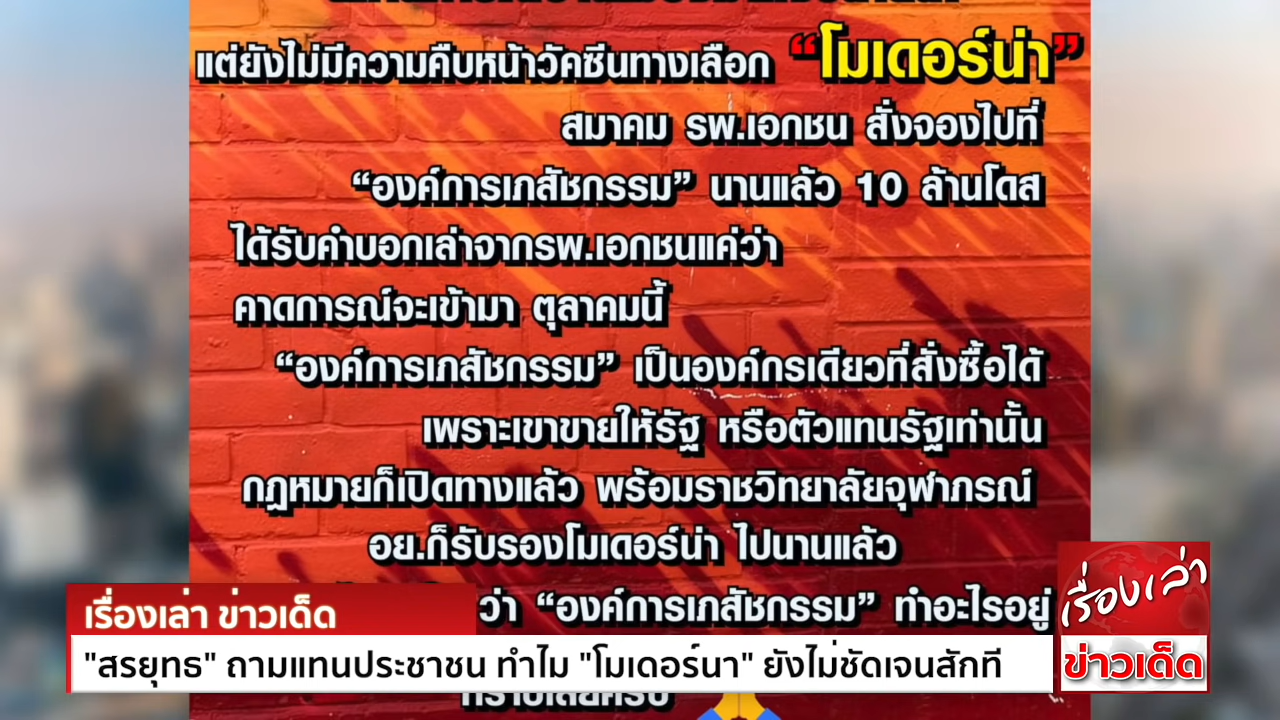 แต่ยังไม่มีความคืบหน้าวัคซีนทางเลือก “โมเดอร์น่า”
สมาคม รพ.เอกชน สั่งจองไปที่
“องค์การเภสัชกรรม” นานแล้ว 10 ล้านโดส
ได้รับคำบอกเล่าจากรพ.เอกชนแค่ว่า
คาดการณ์จะเข้ามา ตุลาคมนี้
“องค์การเภสัชกรรม” เป็นองค์กรเดียวที่สั่งซื้อได้
เพราะเขาขายให้รัฐ หรือตัวแทนรัฐเท่านั้น
กฎหมายก็เปิดทางแล้ว พร้อมราชวิทยาลัยจุฬาภรณ์
อย.ก็รับรองโมเดอร์น่า ไปนานแล้ว
ว่า “องค์การเภสัชกรรม” ทำอะไรอยู่
เรื่องเล่า ข่าวเด็ด
"สรยุทธ" ถามแทนประชาชน ทำไม "โมเดอร์นา" ยังไม่ชัดเจนสักที
เรื่องเล่า
ข่าวเด็ด